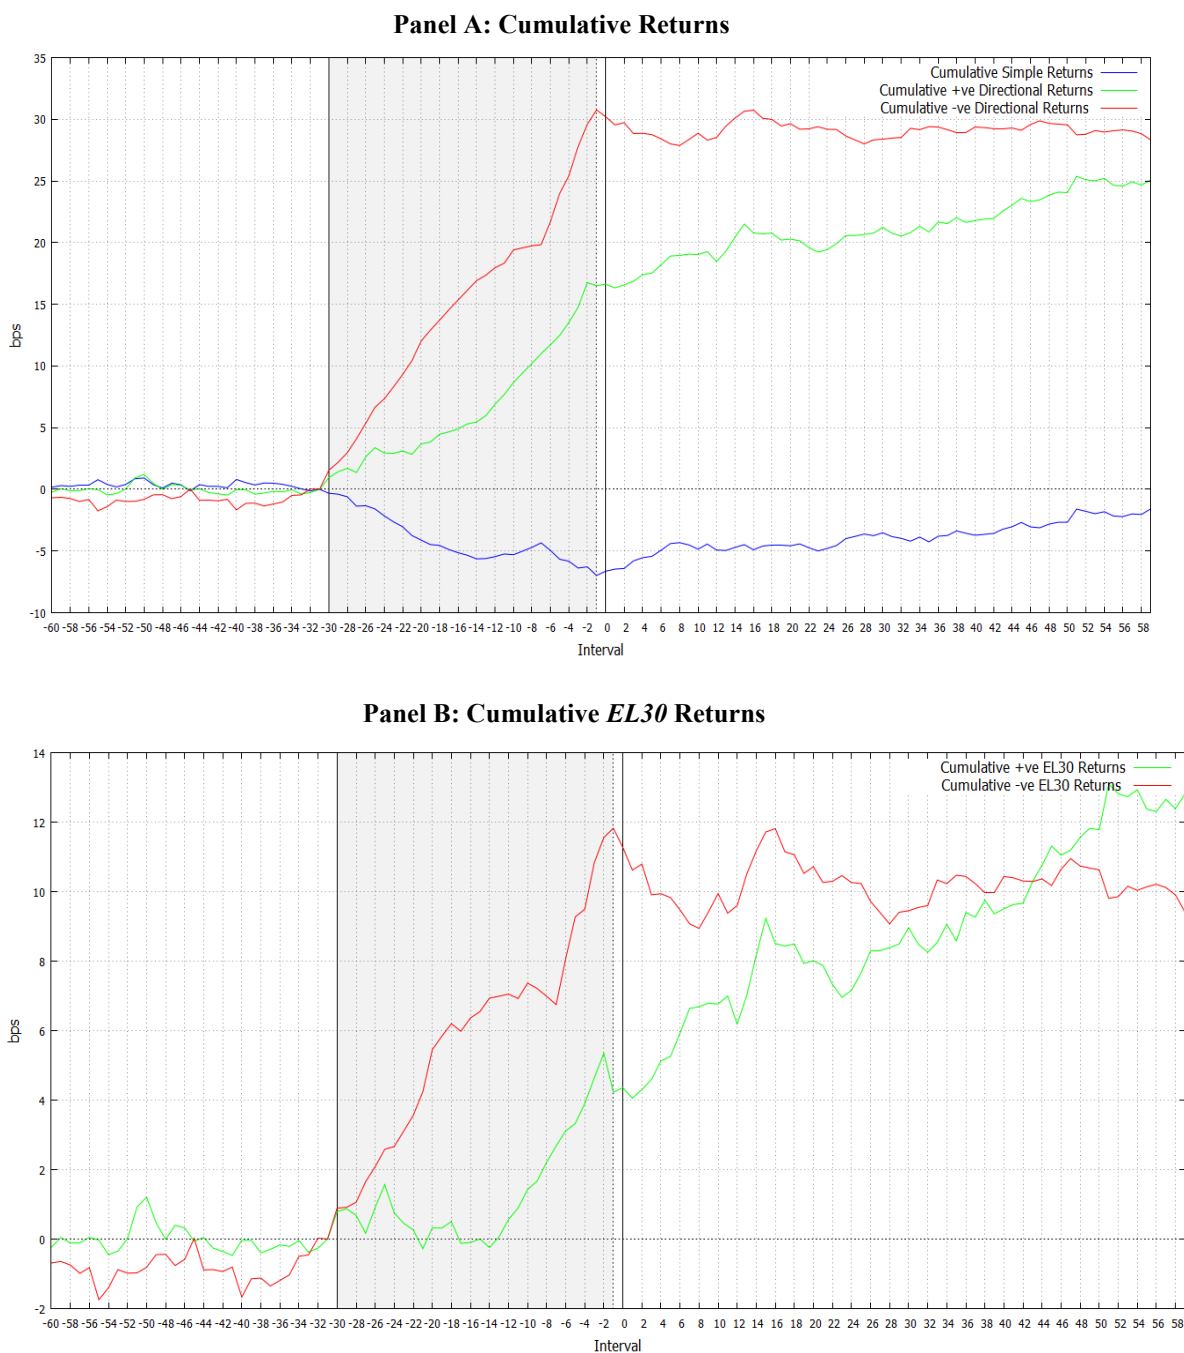 Panel A: Cumulative Returns
35
30
25
20
15
10
5
0
-5
-10
bps
Cumulative Simple Returns
Cumulative +ve Directional Returns
Cumulative -ve Directional Returns
-60 -58 -56 -54 -52 -50 -48 -46 -44 -42 -40 -38 -36 -34 -32 -30 -28 -26 -24 -22 -20 -18 -16 -14 -12 -10 -8 -6 -4 -2 0 2 4 6 8 10 12 14 16 18 20 22 24 26 28 30 32 34 36 38 40 42 44 46 48 50 52 54 56 58
Interval
Panel B: Cumulative EL30 Returns
14
12
10
8
6
4
2
0
-2
bps
Cumulative +ve EL30 Returns
Cumulative -ve EL30 Returns
-60 -58 -56 -54 -52 -50 -48 -46 -44 -42 -40 -38 -36 -34 -32 -30 -28 -26 -24 -22 -20 -18 -16 -14 -12 -10 -8 -6 -4 -2 0 2 4 6 8 10 12 14 16 18 20 22 24 26 28 30 32 34 36 38 40 42 44 46 48 50 52 54 56 58
Interval